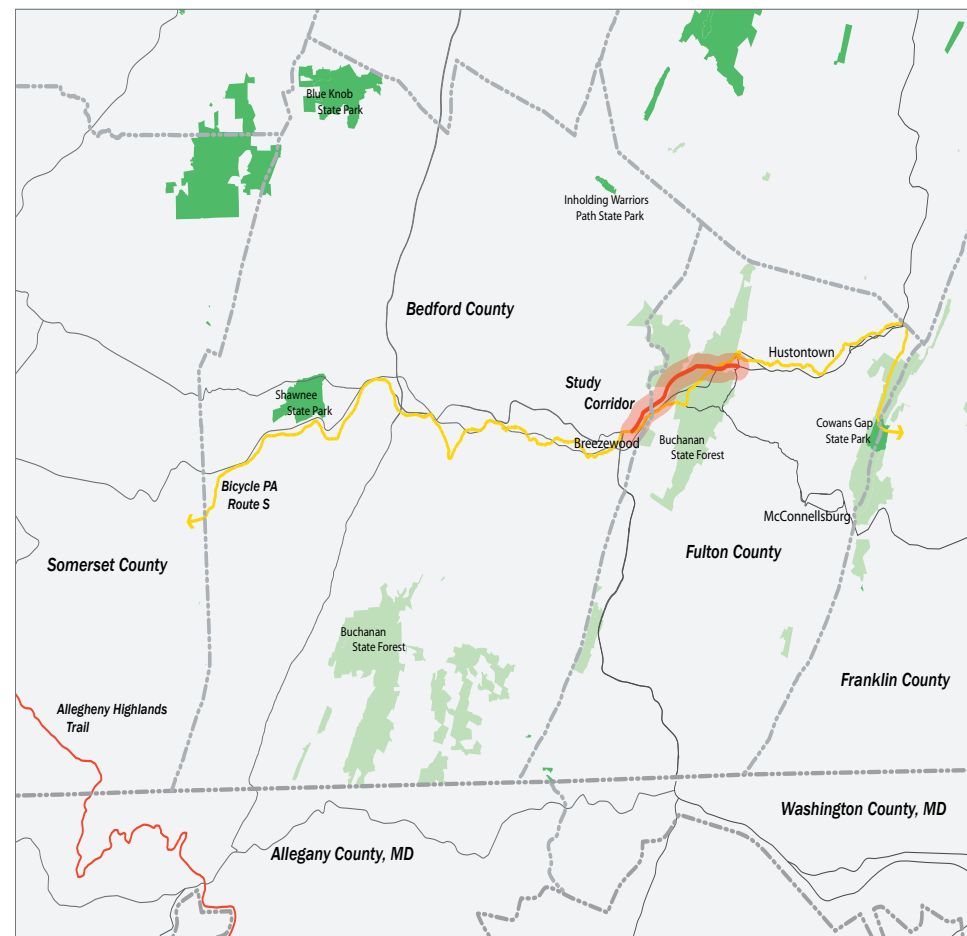 Blue Knob
State Park
Inholding Warriors
Path State Park
Bedford County
Hustontown
Study
Corridor
Shawnee
State Park
Cowans Gap
State Park
Breezewood
Buchanan
State Forest
Bicycle PA
Route S
McConnellsburg
Fulton County
Somerset County
Buchanan
State Forest
Franklin County
Allegheny Highlands
Trail
Washington County, MD
Allegany County, MD